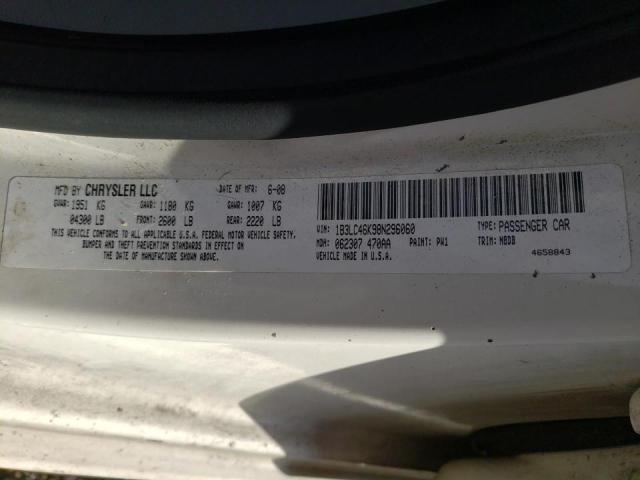 MFD BY CHRYSLER LLC DATE OF MFR: 6-08
GVWR: 1951 KG GAWR: 1180 KG GAWR: 1007 KG
04300 LB FRONT: 2600 LB REAR: 2220 LB
THIS VEHICLE CONFORMS TO ALL APPLICABLE U.S.A. FEDERAL MOTOR VEHICLE SAFETY,
BUMPER AND THEFT PREVENTION STANDARDS IN EFFECT ON
THE DATE OF MANUFACTURE SHOWN ABOVE.
VIN: 1B3LC46K98N296060 TYPE: PASSENGER CAR
MDH: 062307 470AA PAINT: PW1 TRIM: MBDB
VEHICLE MADE IN U.S.A. 4658843